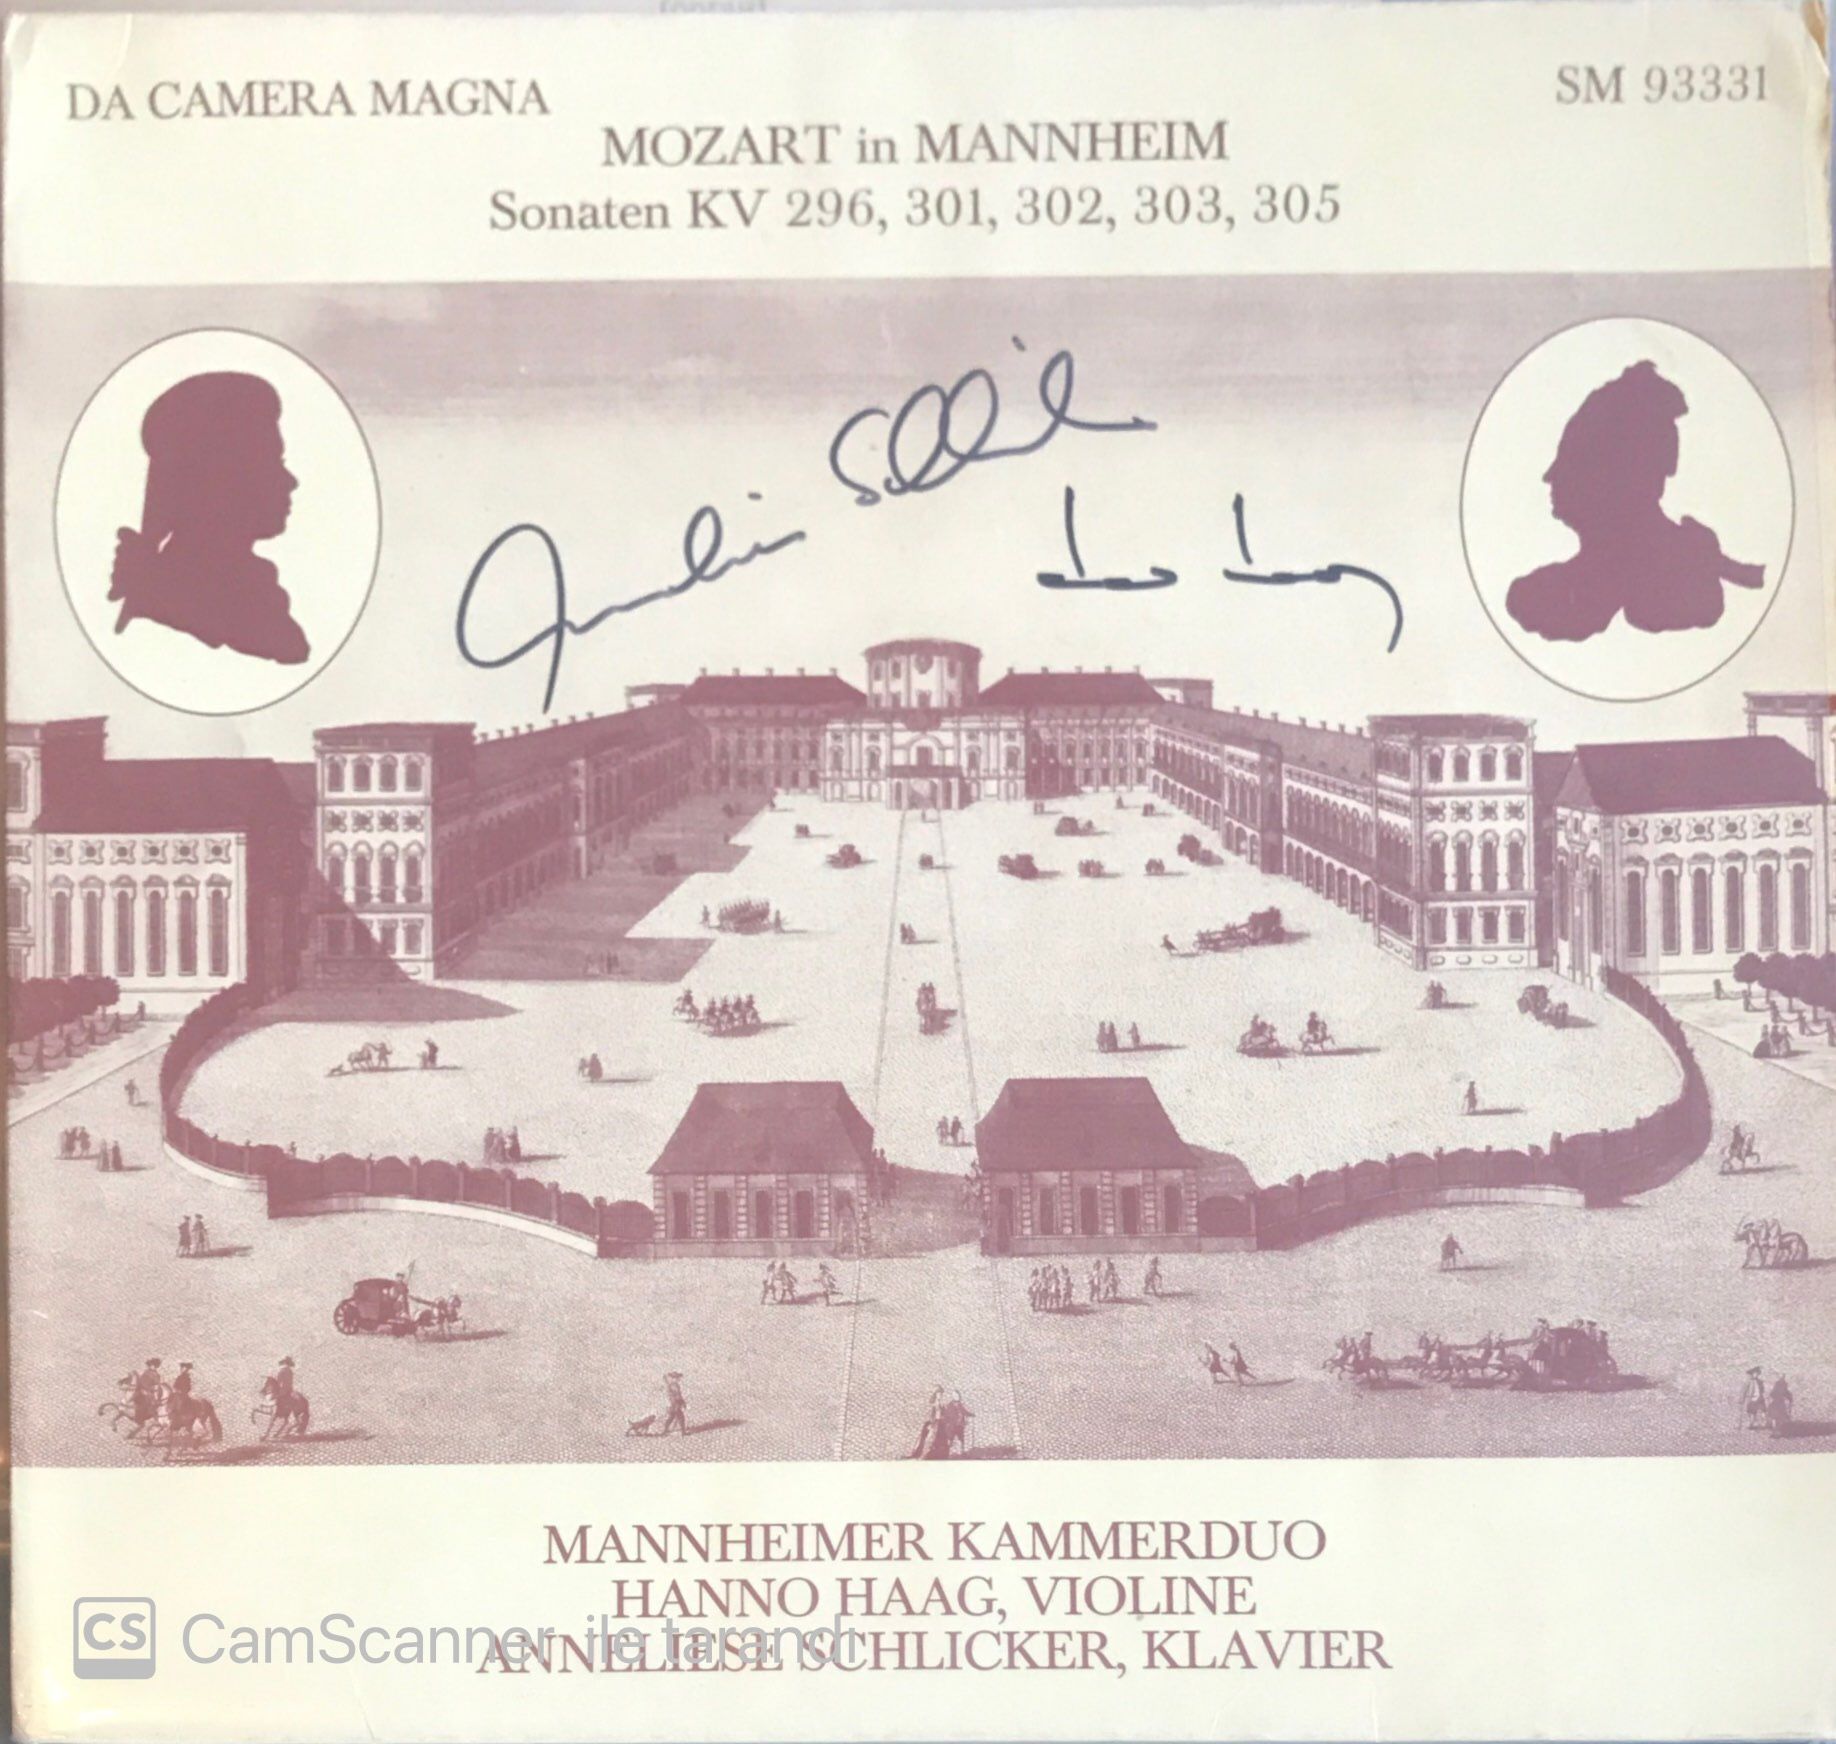 DA CAMERA MAGNA
SM 93331
MOZART in MANNHEIM
Sonaten KV 296, 301, 302, 303, 305
MANNHEIMER KAMMERDUO
HANNO HAAG, VIOLINE
ANNELIESE SCHLICKER, KLAVIER
CS CamScanner ile tarandı